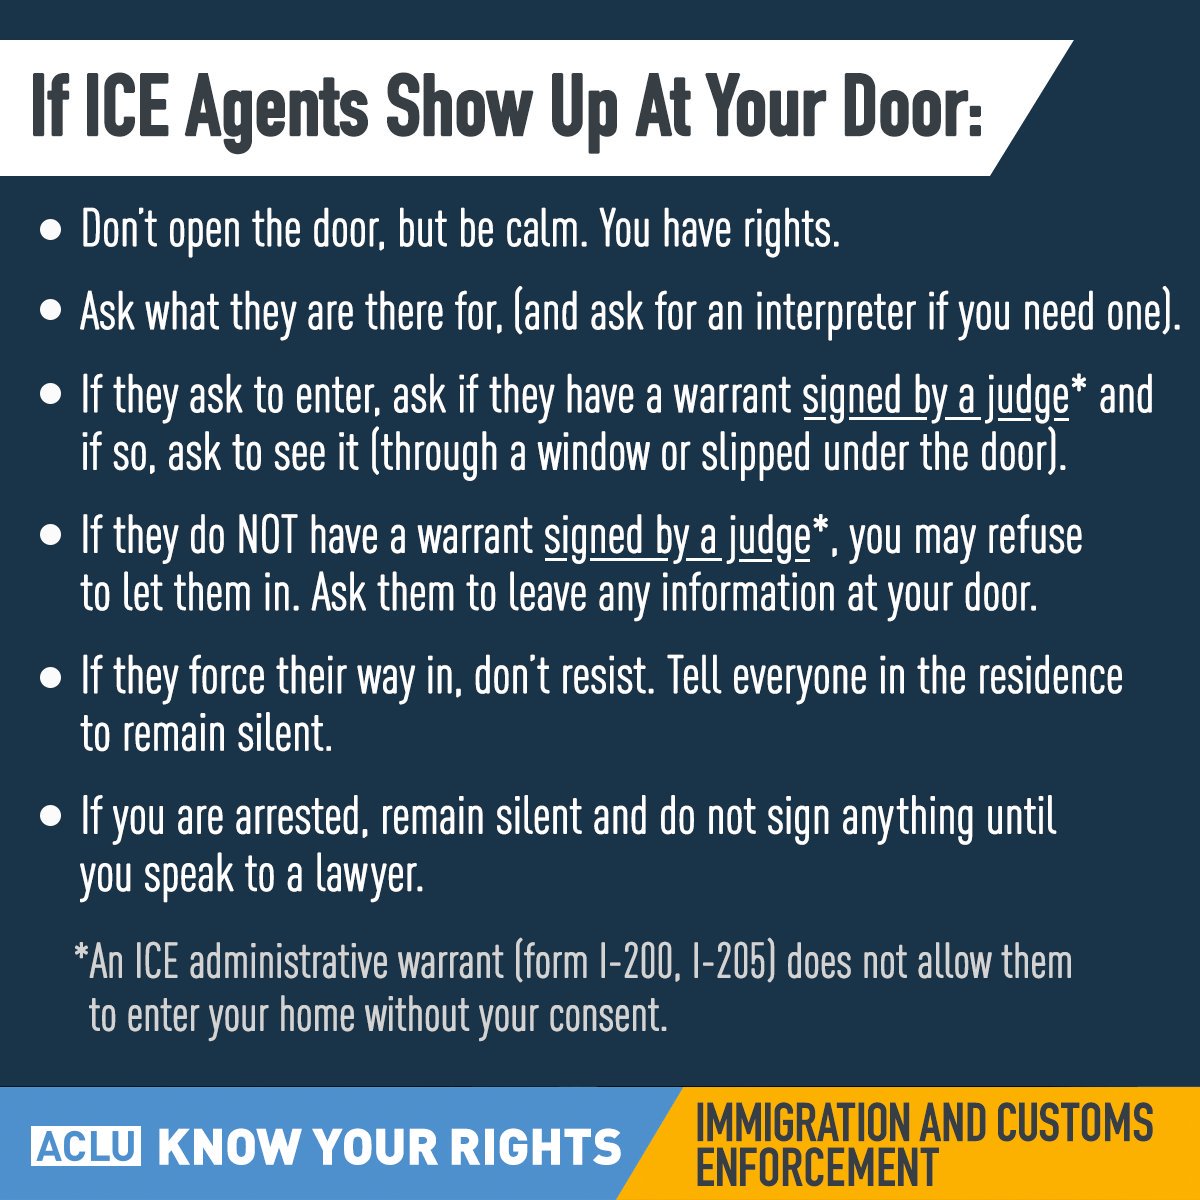 If ICE Agents Show Up At Your Door:
• Don't open the door, but be calm. You have rights.
• Ask what they are there for, (and ask for an interpreter if you need one).
• If they ask to enter, ask if they have a warrant signed by a judge* and
if so, ask to see it (through a window or slipped under the door).
• If they do NOT have a warrant signed by a judge*, you may refuse
to let them in. Ask them to leave any information at your door.
• If they force their way in, don't resist. Tell everyone in the residence
to remain silent.
• If you are arrested, remain silent and do not sign anything until
you speak to a lawyer.
*An ICE administrative warrant (form I-200, I-205) does not allow them
to enter your home without your consent.
ACLU KNOW YOUR RIGHTS
IMMIGRATION AND CUSTOMS
ENFORCEMENT